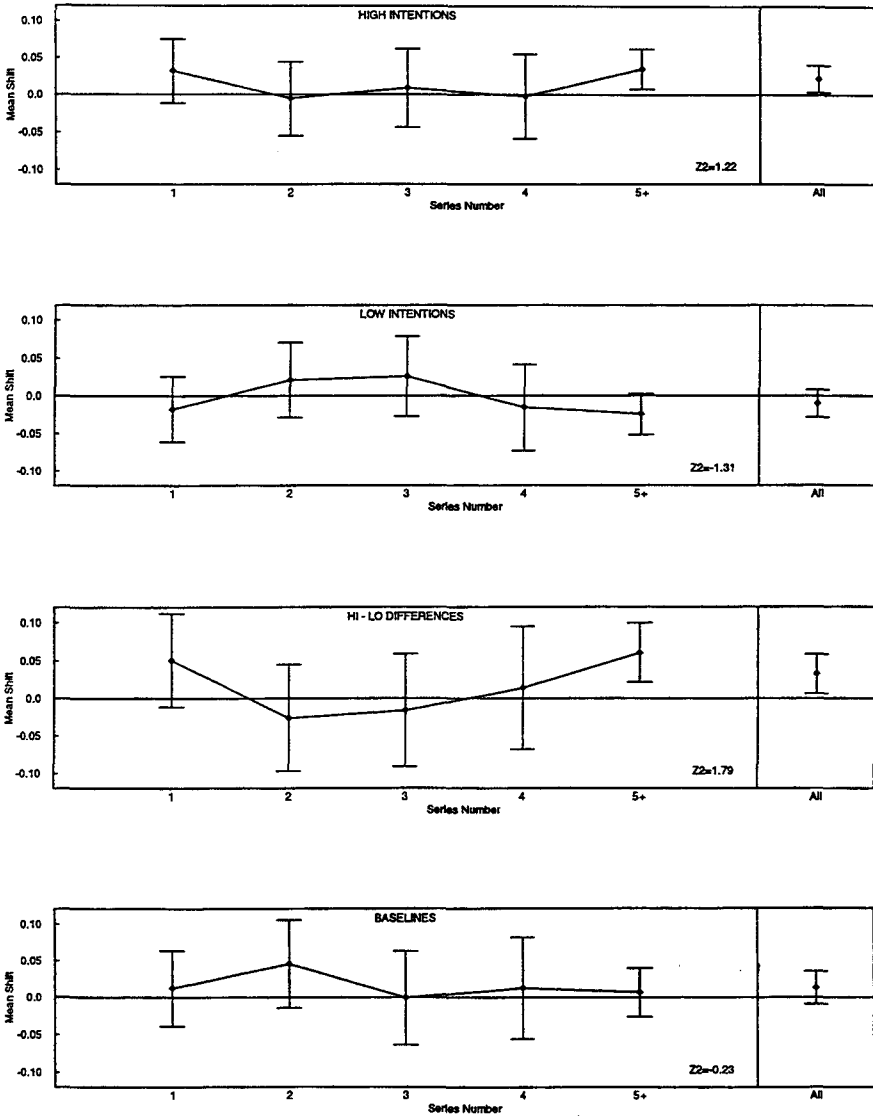 HIGH INTENTIONS
0.10
0.05
0.0
-0.05
-0.10
Mean Shift
Z2=1.22
1 2 3 4 5+ All
Series Number
LOW INTENTIONS
0.10
0.05
0.0
-0.05
-0.10
Mean Shift
Z2=-1.31
1 2 3 4 5+ All
Series Number
HI - LO DIFFERENCES
0.10
0.05
0.0
-0.05
-0.10
Mean Shift
Z2=1.79
1 2 3 4 5+ All
Series Number
BASELINES
0.10
0.05
0.0
-0.05
-0.10
Mean Shift
Z2=-0.23
1 2 3 4 5+ All
Series Number